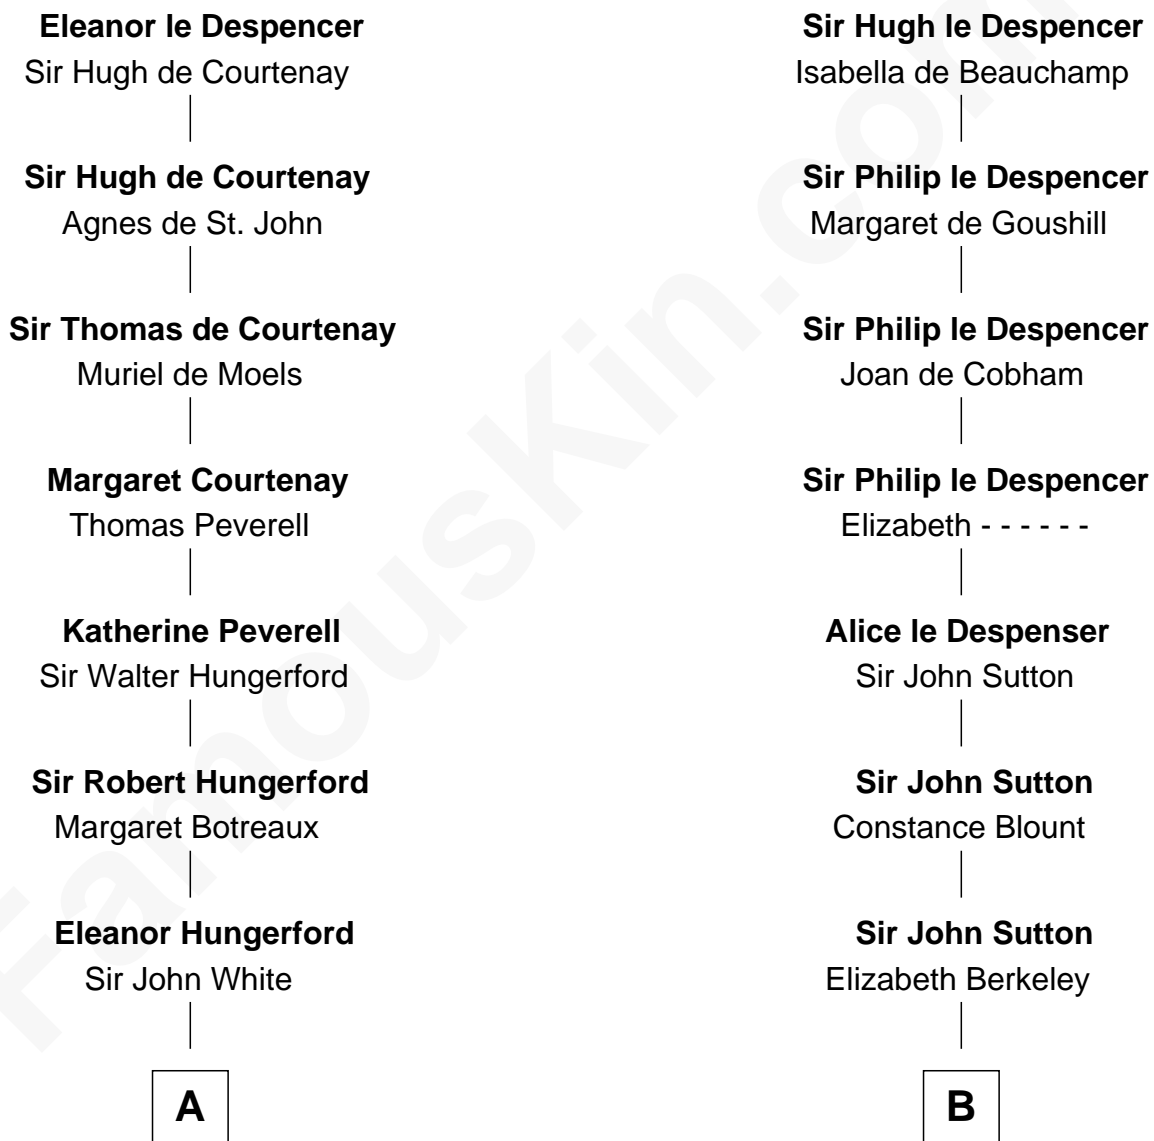 Eleanor le Despencer
Sir Hugh de Courtenay
Sir Hugh de Courtenay
Agnes de St. John
Sir Thomas de Courtenay
Muriel de Moels
Margaret Courtenay
Thomas Peverell
Katherine Peverell
Sir Walter Hungerford
Sir Robert Hungerford
Margaret Botreaux
Eleanor Hungerford
Sir John White
A
Sir Hugh le Despencer
Isabella de Beauchamp
Sir Philip le Despencer
Margaret de Goushill
Sir Philip le Despencer
Joan de Cobham
Sir Philip le Despencer
Elizabeth - - - - - -
Alice le Despenser
Sir John Sutton
Sir John Sutton
Constance Blount
Sir John Sutton
Elizabeth Berkeley
B
FamousKin.com